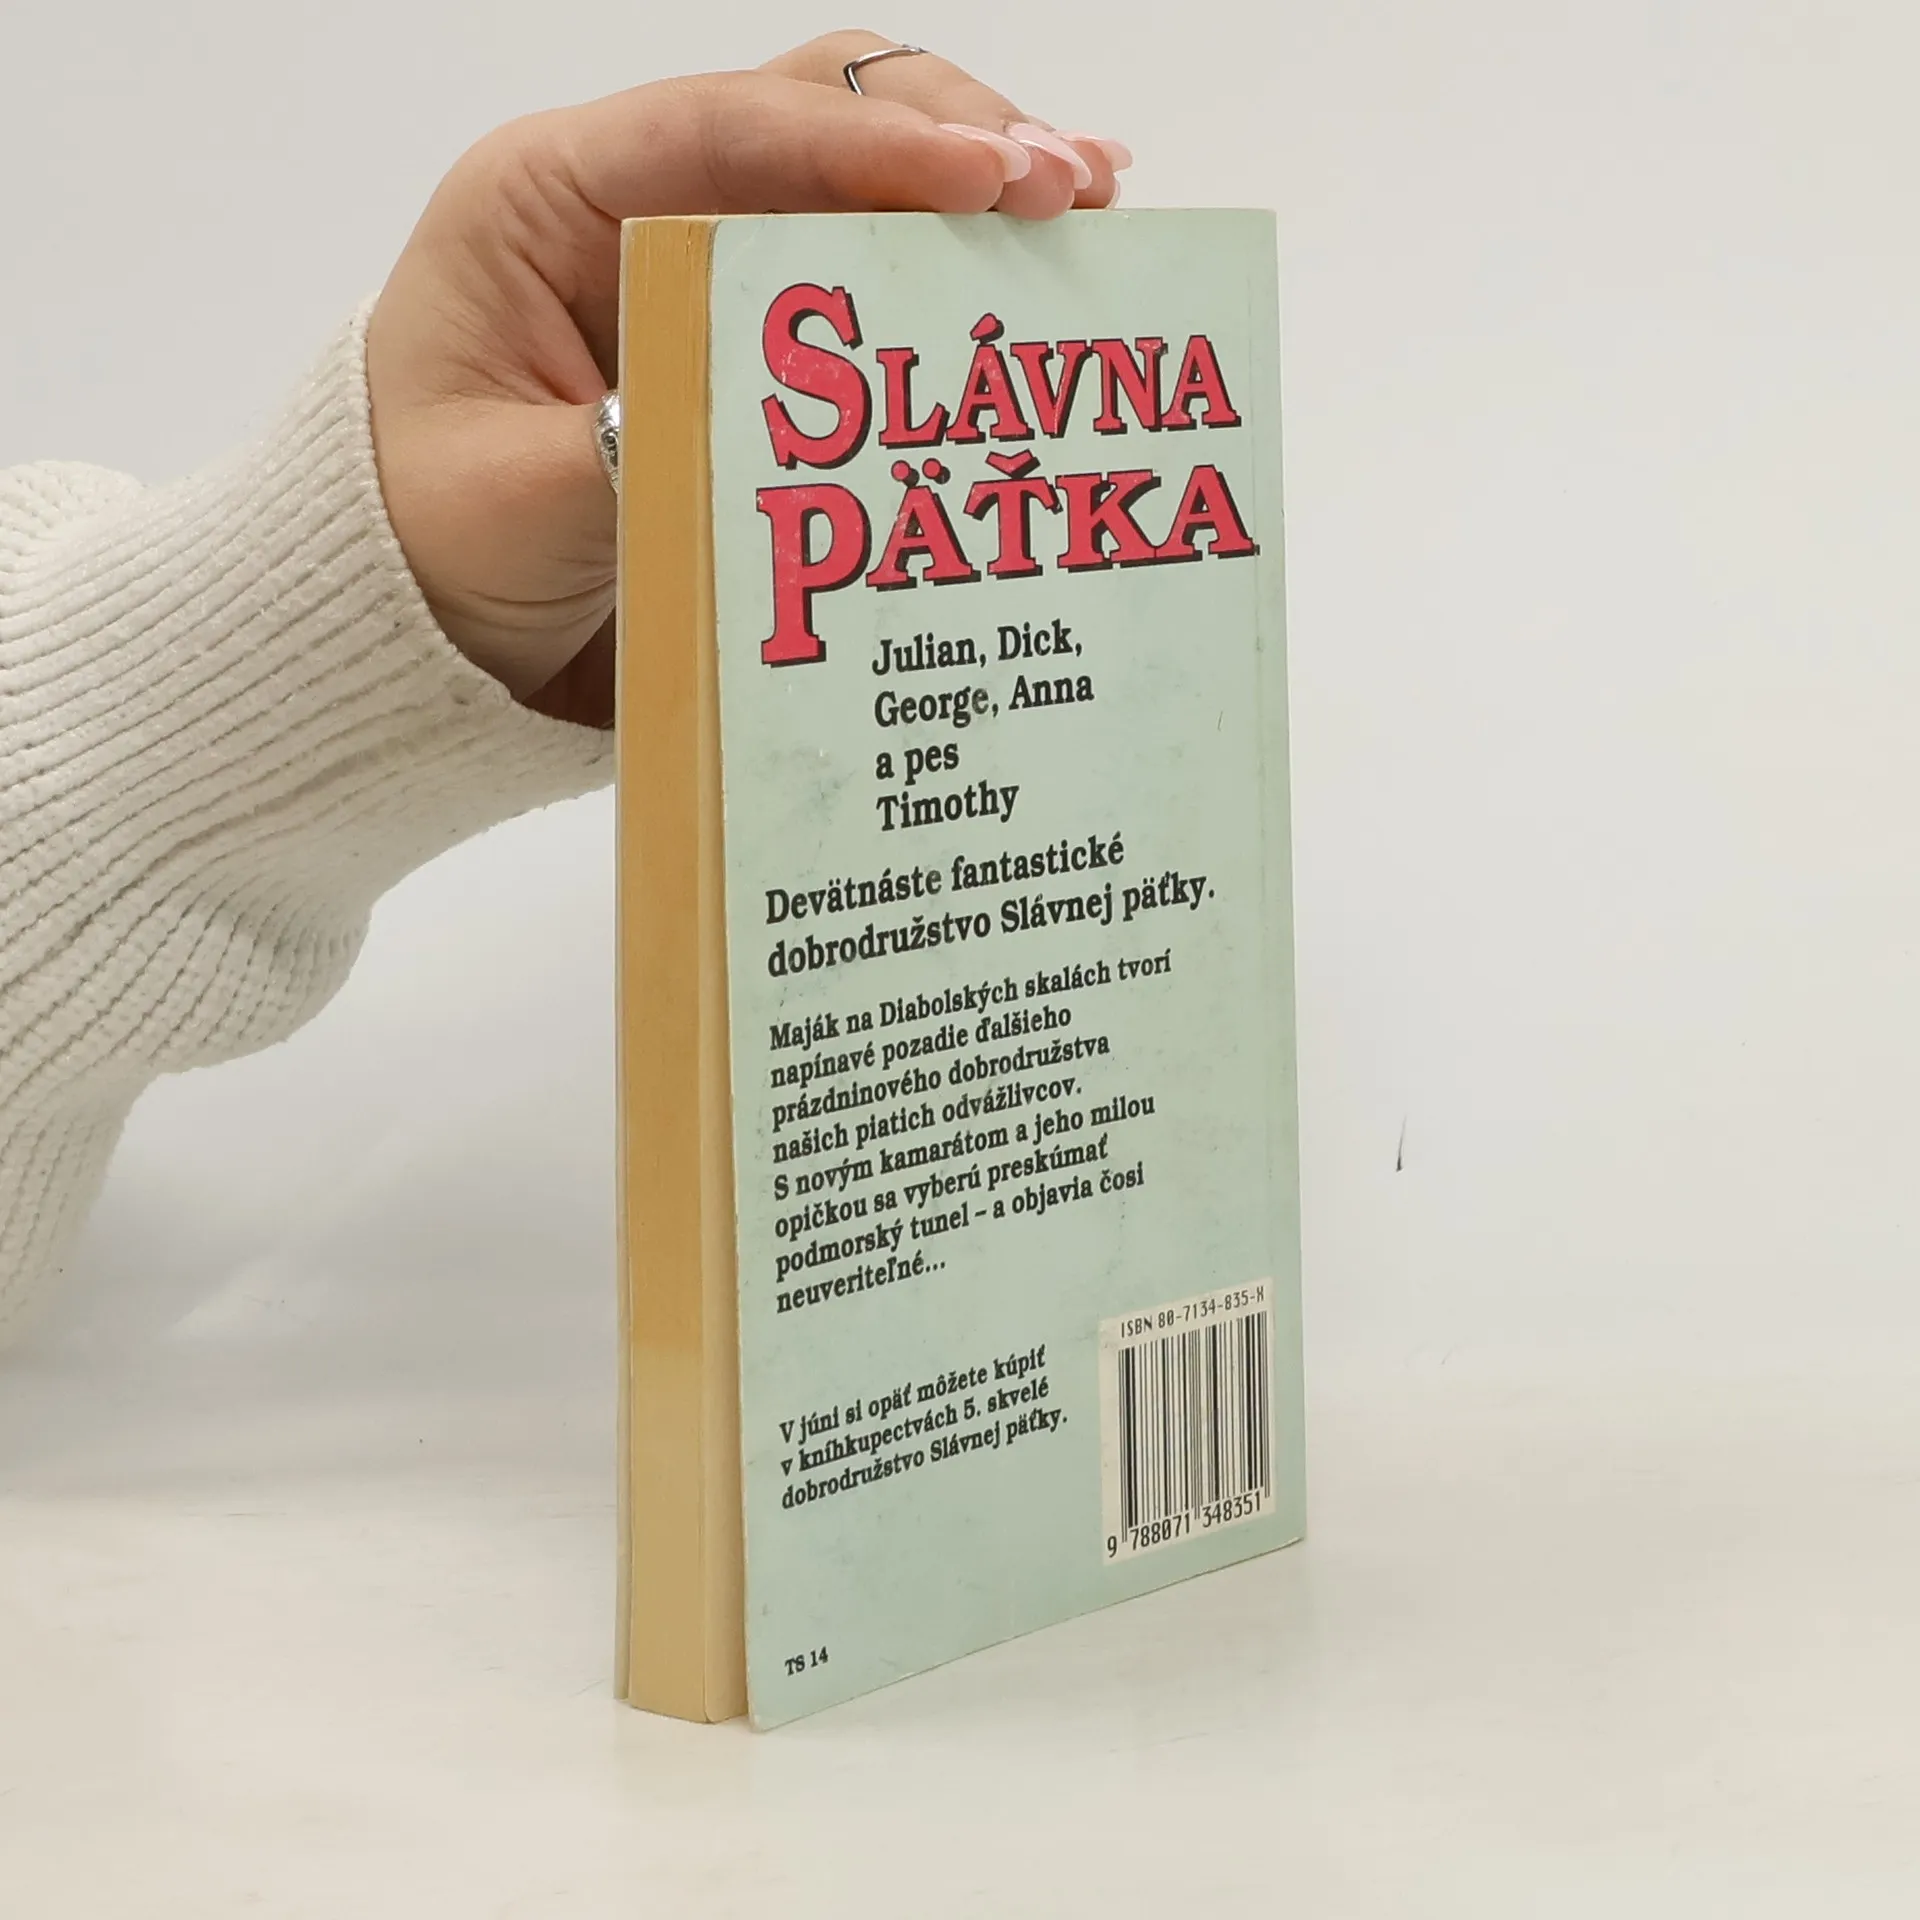 SLÁVNA
PÄŤKA
Julian, Dick,
George, Anna
a pes
Timothy
Devätnáste fantastické
dobrodružstvo Slávnej päťky.
Maják na Diabolských skalách tvorí
napínavé pozadie ďalšieho
prázdninového dobrodružstva
našich piatich odvážlivcov.
S novým kamarátom a jeho milou
opičkou sa vyberú preskúmať
podmorský tunel – a objavia čosi
neuveriteľné...
V júni si opäť môžete kúpiť
v kníhkupectvách 5. skvelé
dobrodružstvo Slávnej päťky.
ISBN 80-7134-835-X
9 788071 348351
TS 14